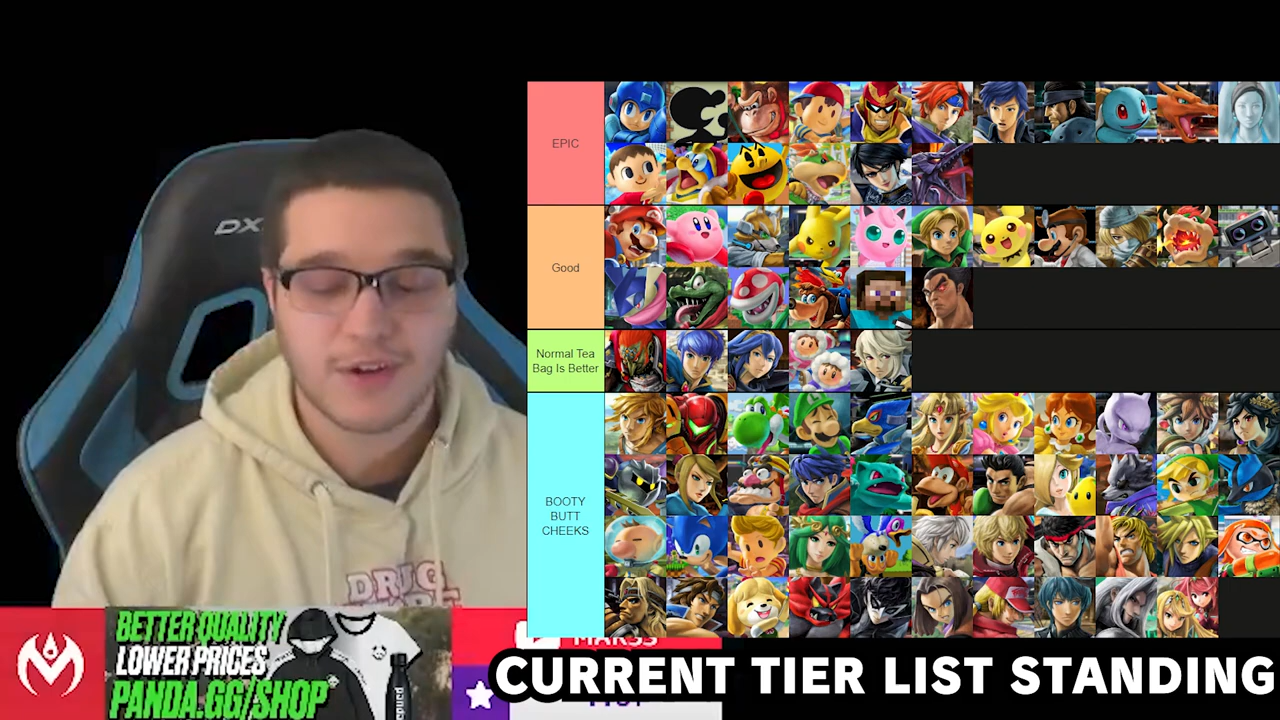 DX
EPIC
Good
Normal Tea
Bag Is Better
BOOTY
BUTT
CHEEKS
BETTER QUALITY
LOWER PRICES
PANDA.GG/SHOP
CURRENT TIER LIST STANDING